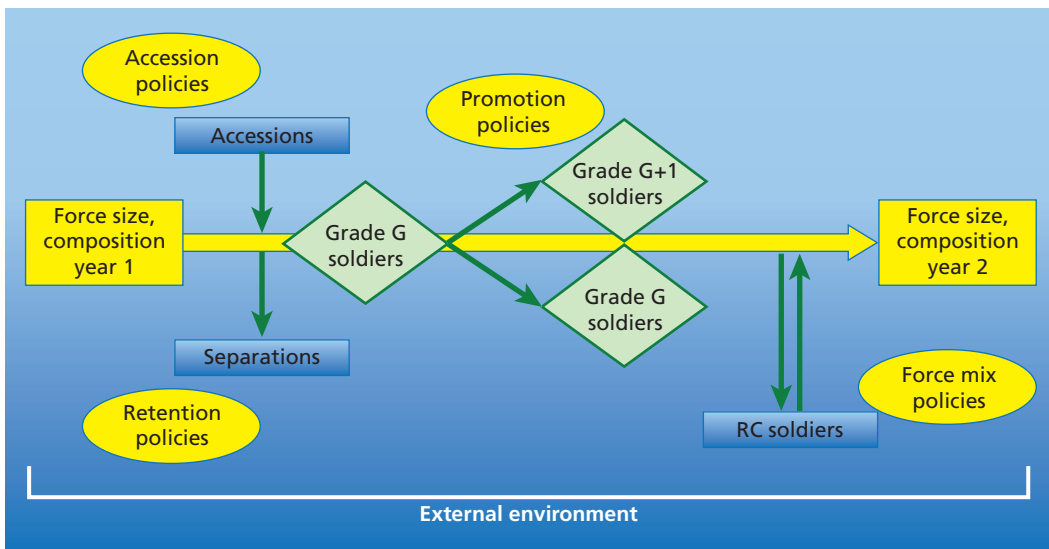 Accession
policies
Accessions
Promotion
policies
Grade G+1
soldiers
Force size,
composition
year 1
Grade G
soldiers
Force size,
composition
year 2
Grade G
soldiers
Separations
Retention
policies
Force mix
policies
RC soldiers
External environment